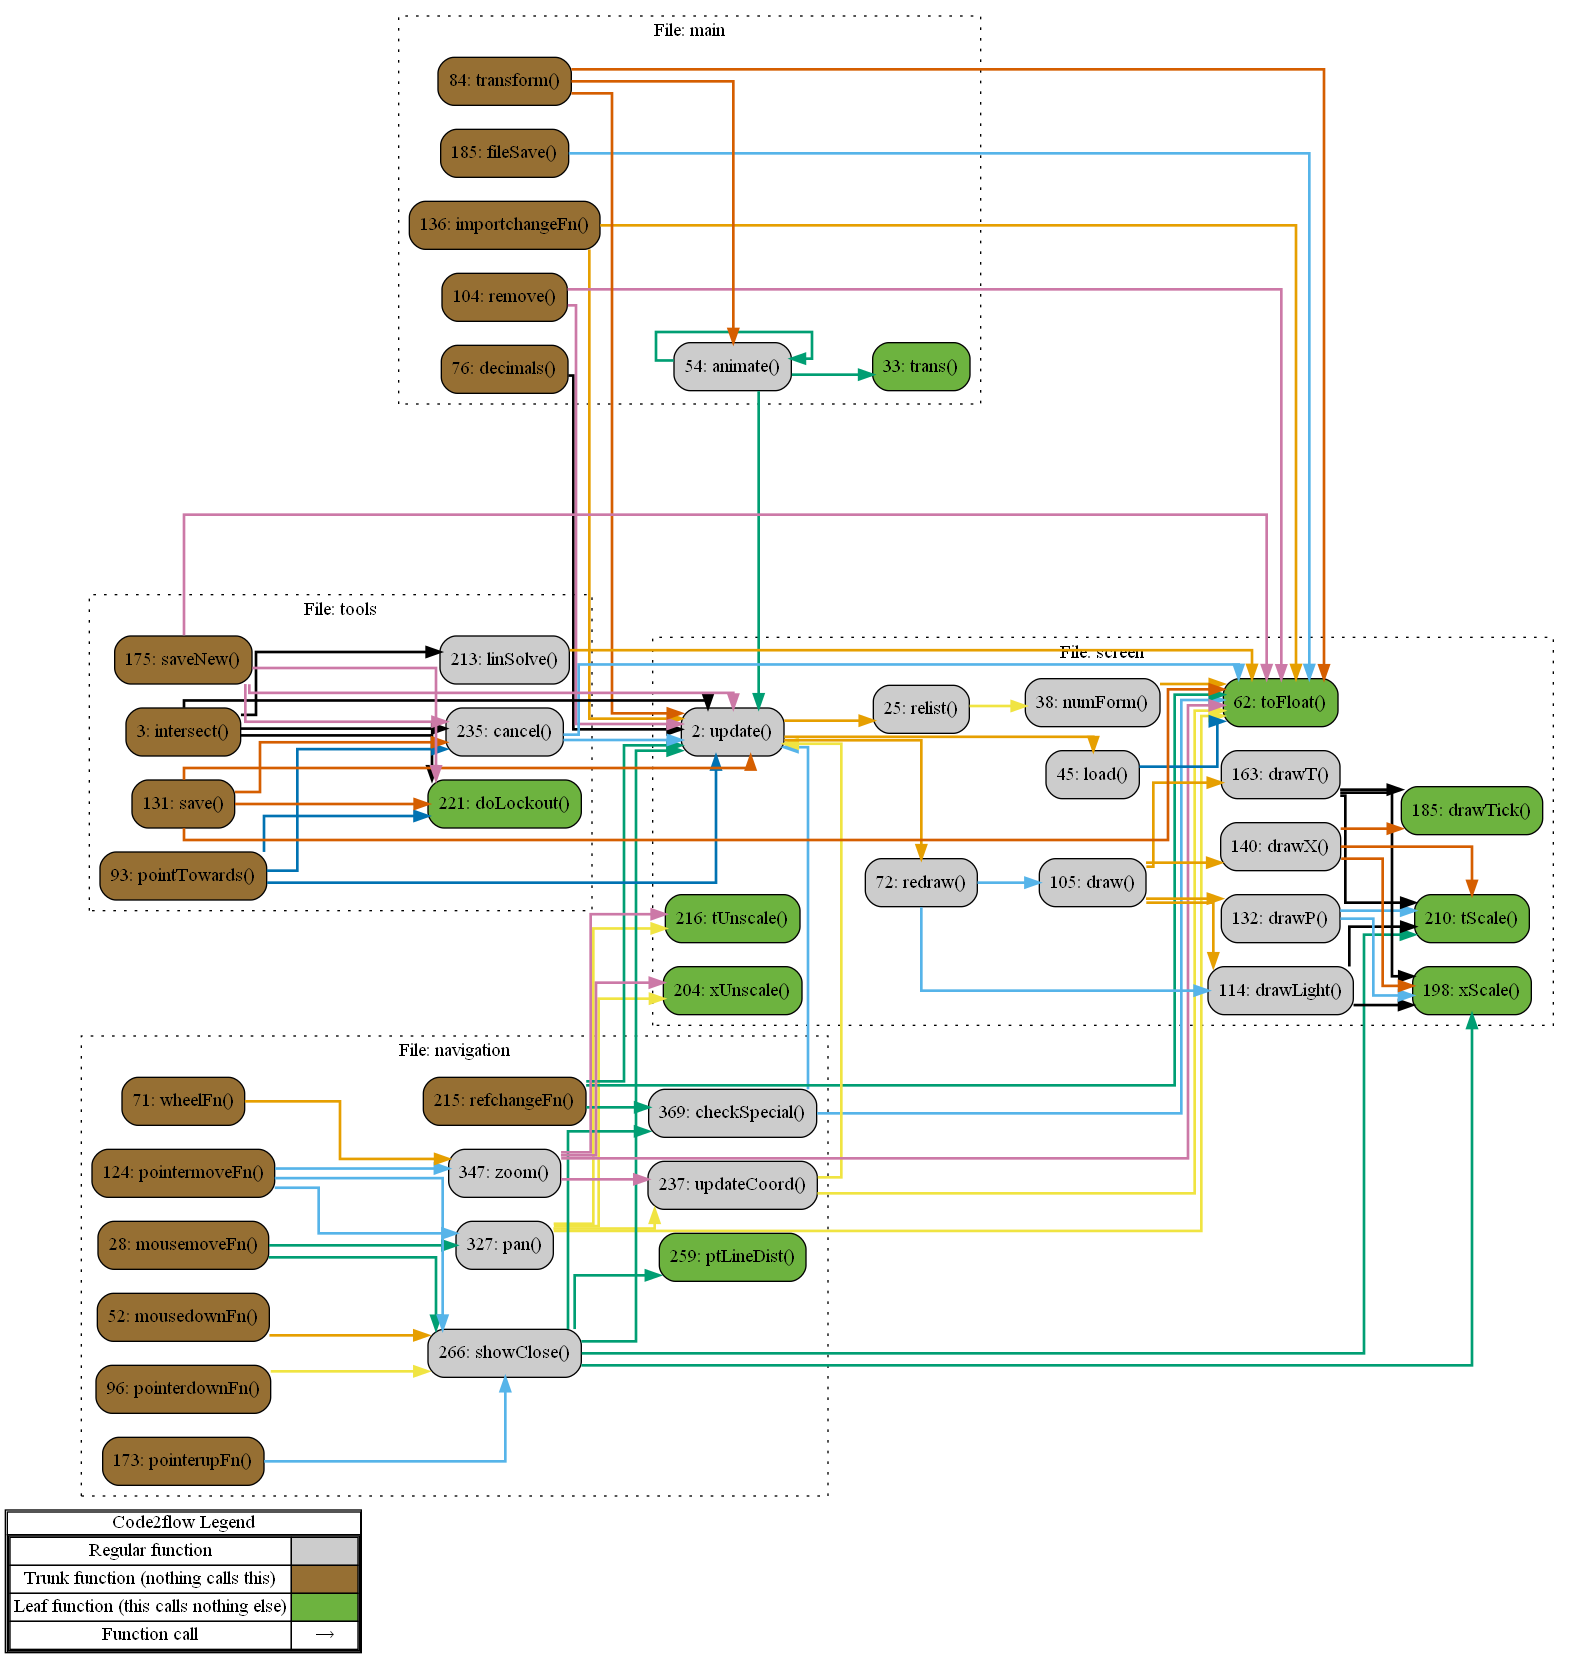 File: main
84: transform()
185: fileSave()
136: importchangeFn()
104: remove()
76: decimals()
54: animate()
33: trans()
File: tools
175: saveNew()
213: linSolve()
3: intersect()
235: cancel()
131: save()
221: doLockout()
93: pointTowards()
File: screen
25: relist()
38: numForm()
62: toFloat()
2: update()
45: load()
163: drawT()
185: drawTick()
140: drawX()
72: redraw()
105: draw()
132: drawP()
210: tScale()
216: tUnscale()
204: xUnscale()
114: drawLight()
198: xScale()
File: navigation
71: wheelFn()
215: refchangeFn()
369: checkSpecial()
124: pointermoveFn()
347: zoom()
237: updateCoord()
28: mousemoveFn()
327: pan()
259: ptLineDist()
52: mousedownFn()
266: showClose()
96: pointerdownFn()
173: pointerupFn()
Code2flow Legend
Regular function
Trunk function (nothing calls this)
Leaf function (this calls nothing else)
Function call →